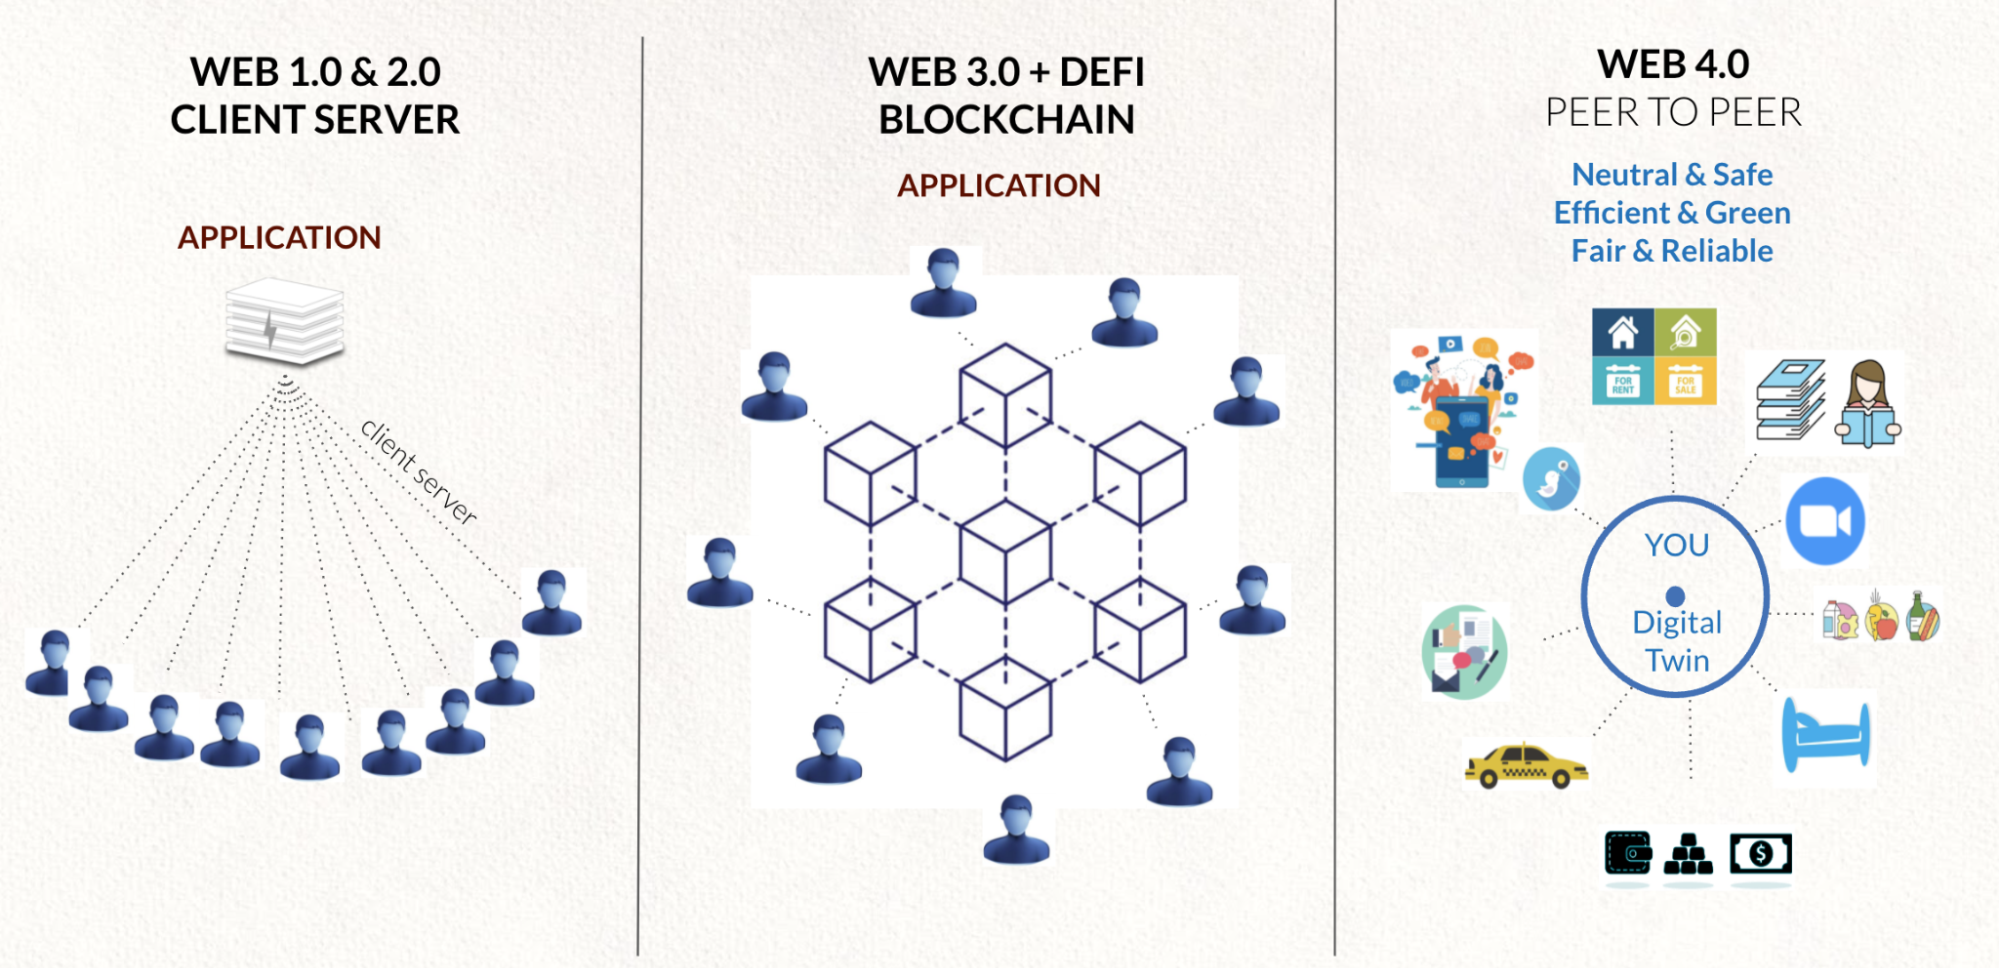 WEB 1.0 & 2.0
CLIENT SERVER
APPLICATION
client server
WEB 3.0 + DEFI
BLOCKCHAIN
APPLICATION
WEB 4.0
PEER TO PEER
Neutral & Safe
Efficient & Green
Fair & Reliable
FOR
RENT
FOR
SALE
YOU
Digital
Twin
$